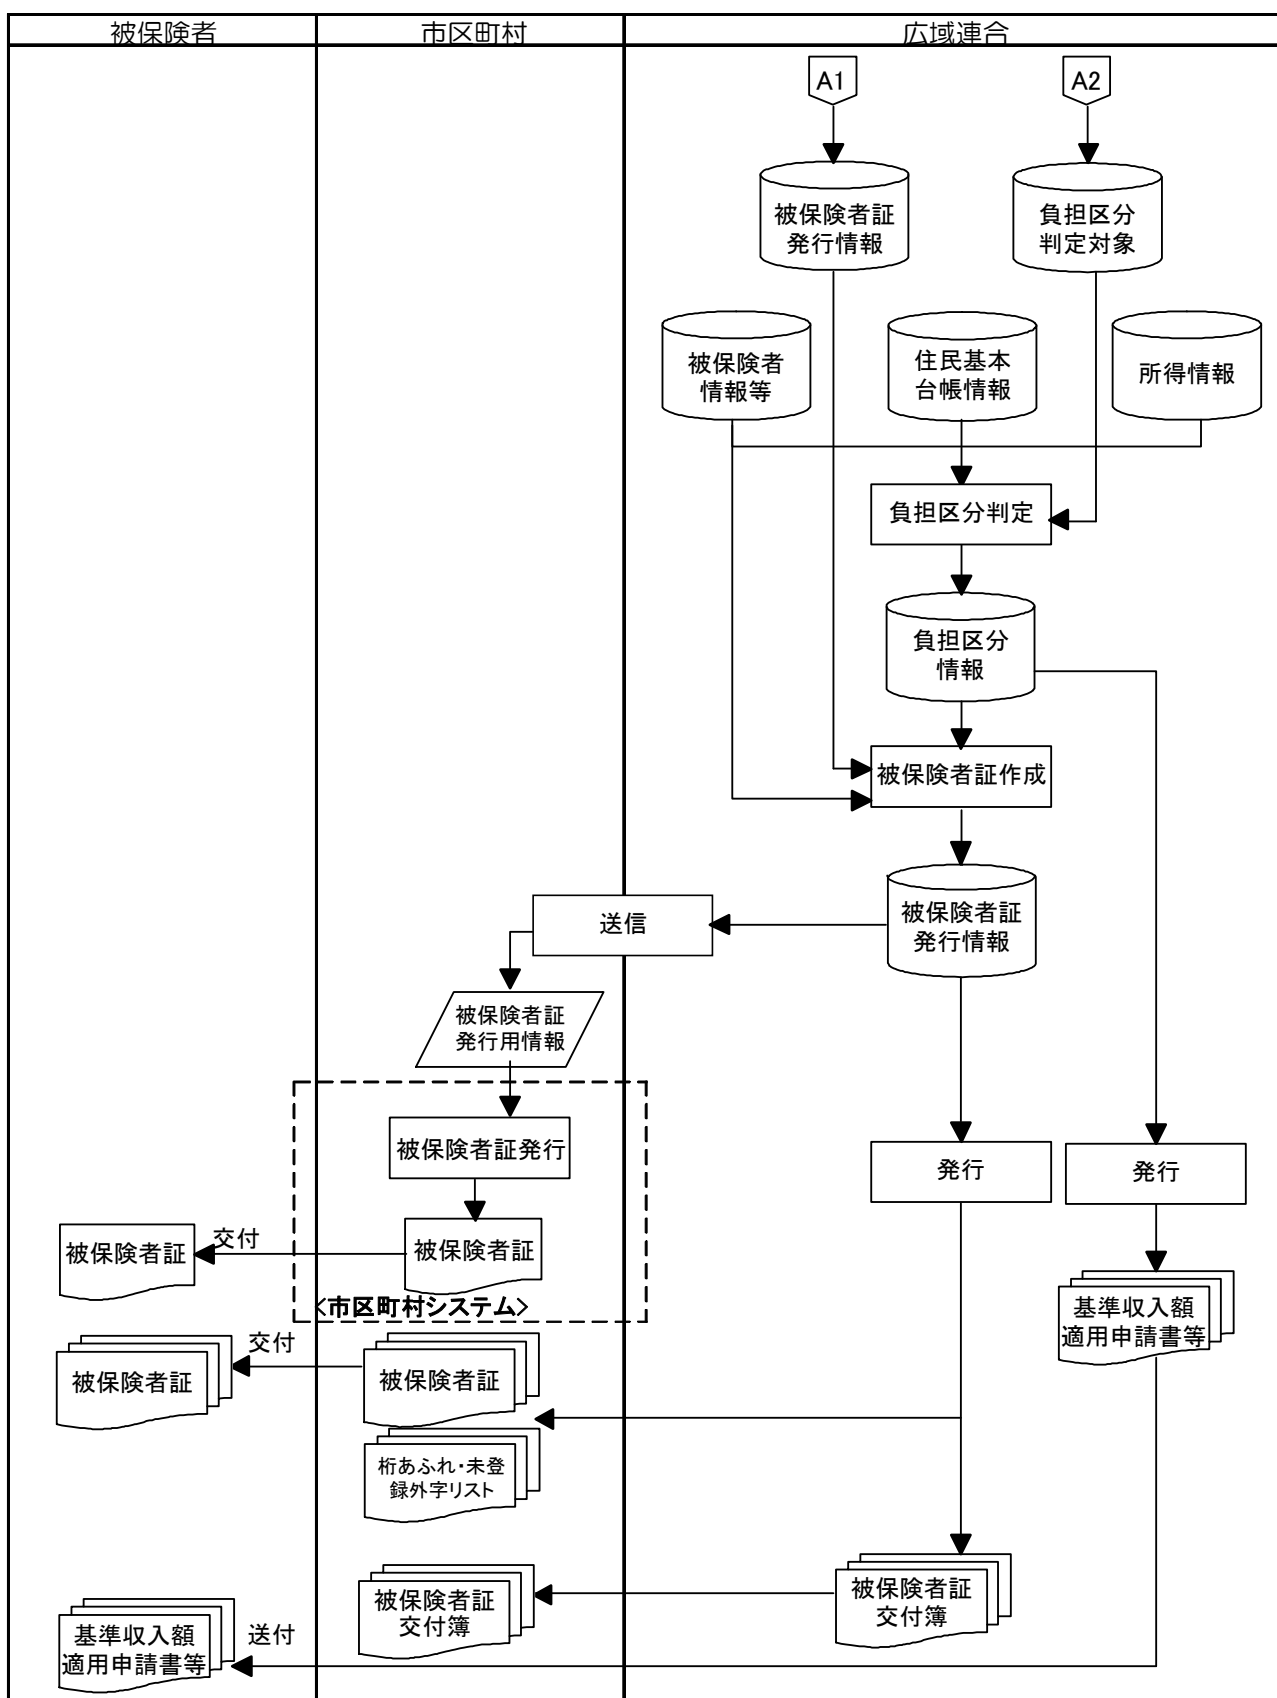 被保険者
市区町村
広域連合
A1
A2
被保険者証
発行情報
負担区分
判定対象
被保険者
情報等
住民基本
台帳情報
所得情報
負担区分判定
負担区分
情報
被保険者証作成
被保険者証
発行情報
送信
被保険者証
発行用情報
被保険者証発行
発行
発行
被保険者証
交付
被保険者証
<市区町村システム>
基準収入額
適用申請書等
被保険者証
交付
被保険者証
桁あふれ・未登
録外字リスト
被保険者証
交付簿
被保険者証
交付簿
基準収入額
適用申請書等
送付